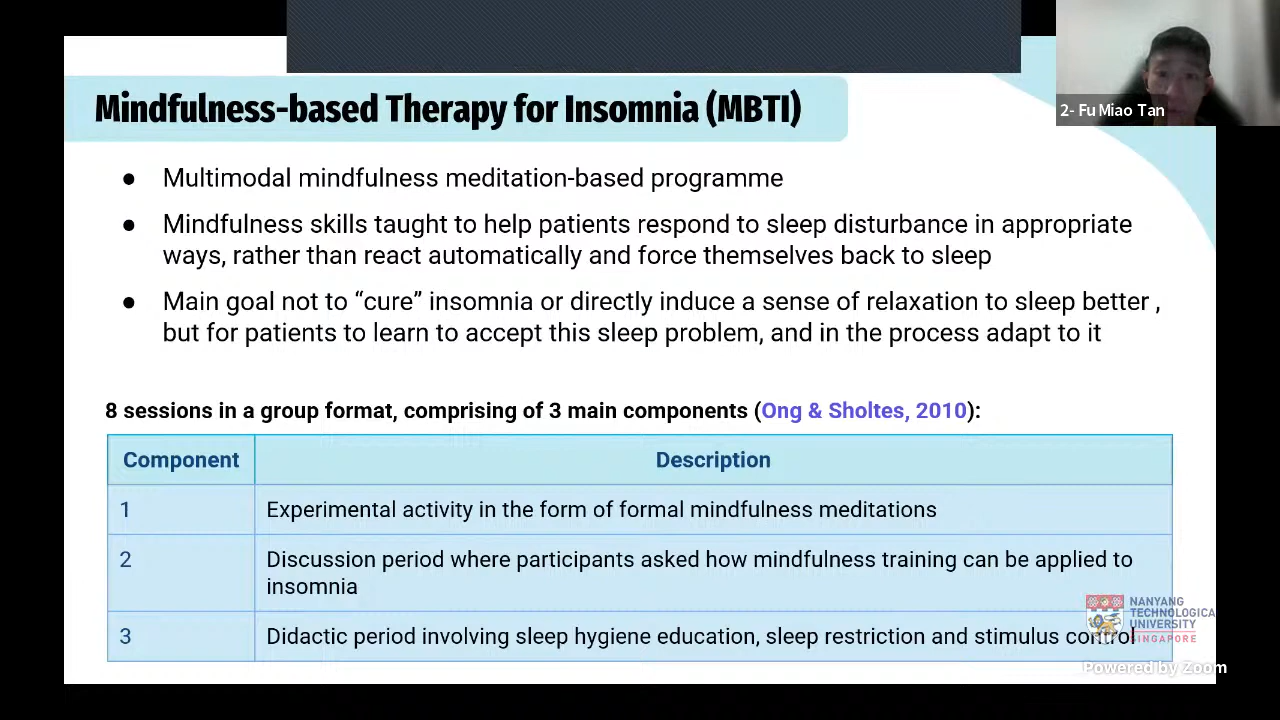 Mindfulness-based Therapy for Insomnia (MBTI)
2- Fu Miao Tan
● Multimodal mindfulness meditation-based programme
● Mindfulness skills taught to help patients respond to sleep disturbance in appropriate
ways, rather than react automatically and force themselves back to sleep
● Main goal not to “cure” insomnia or directly induce a sense of relaxation to sleep better ,
but for patients to learn to accept this sleep problem, and in the process adapt to it
8 sessions in a group format, comprising of 3 main components (Ong & Sholtes, 2010):
Component Description
1 Experimental activity in the form of formal mindfulness meditations
2 Discussion period where participants asked how mindfulness training can be applied to
insomnia
3 Didactic period involving sleep hygiene education, sleep restriction and stimulus control
NANYANG
TECHNOLOGICA
UNIVERSITY
SINGAPORE
Powered by Zoom